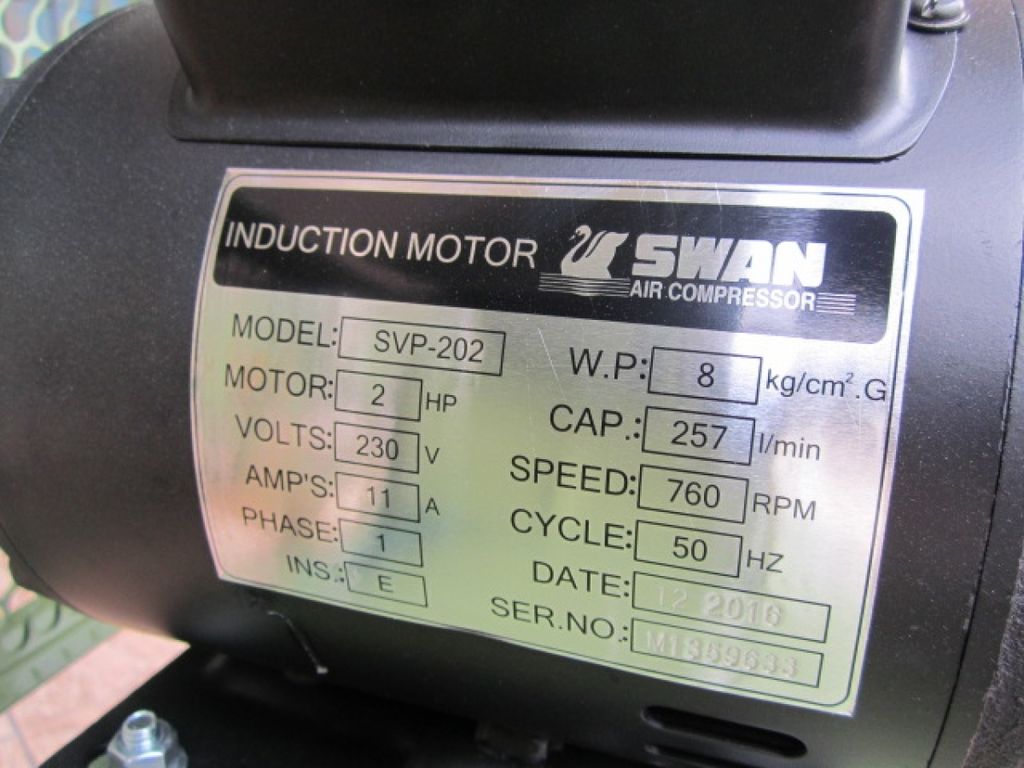 INDUCTION MOTOR SWAN
AIR COMPRESSOR
MODEL: SVP-202
MOTOR: 2 HP
VOLTS: 230 V
AMP'S: 11 A
PHASE: 1
INS.: E
W.P: 8 kg/cm².G
CAP.: 257 l/min
SPEED: 760 RPM
CYCLE: 50 HZ
DATE: 12 2016
SER.NO.: M1359633